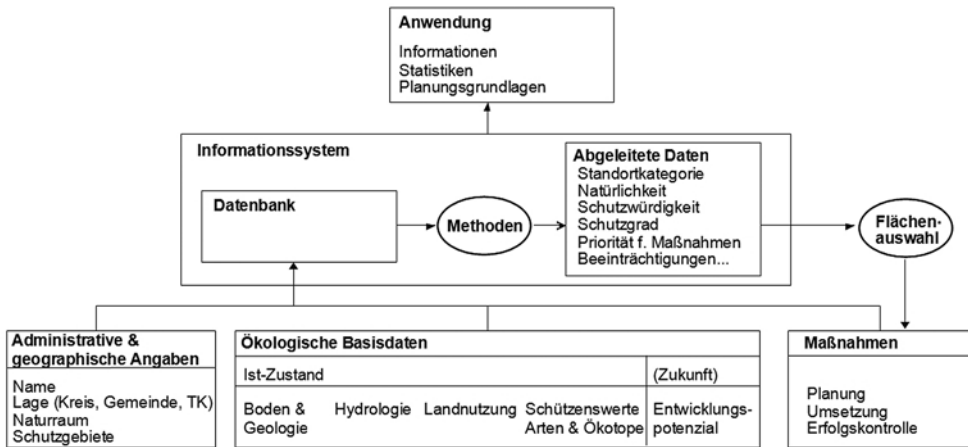 Anwendung
Informationen
Statistiken
Planungsgrundlagen
Informationssystem
Datenbank
Methoden
Abgeleitete Daten
Standortkategorie
Natürlichkeit
Schutzwürdigkeit
Schutzgrad
Priorität f. Maßnahmen
Beeinträchtigungen...
Flächen-
auswahl
Administrative &
geographische Angaben
Name
Lage (Kreis, Gemeinde, TK)
Naturraum
Schutzgebiete
Ökologische Basisdaten
Ist-Zustand
(Zukunft)
Boden &
Geologie
Hydrologie
Landnutzung
Schützenswerte
Arten & Ökotope
Entwicklungs-
potenzial
Maßnahmen
Planung
Umsetzung
Erfolgskontrolle